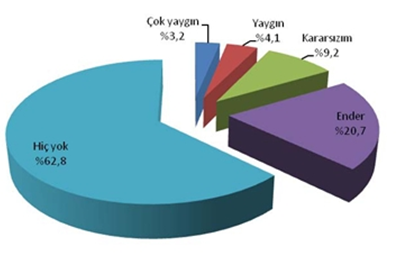 Çok yaygın
%3,2
Yaygın
%4,1
Kararsızım
%9,2
Ender
%20,7
Hiç yok
%62,8